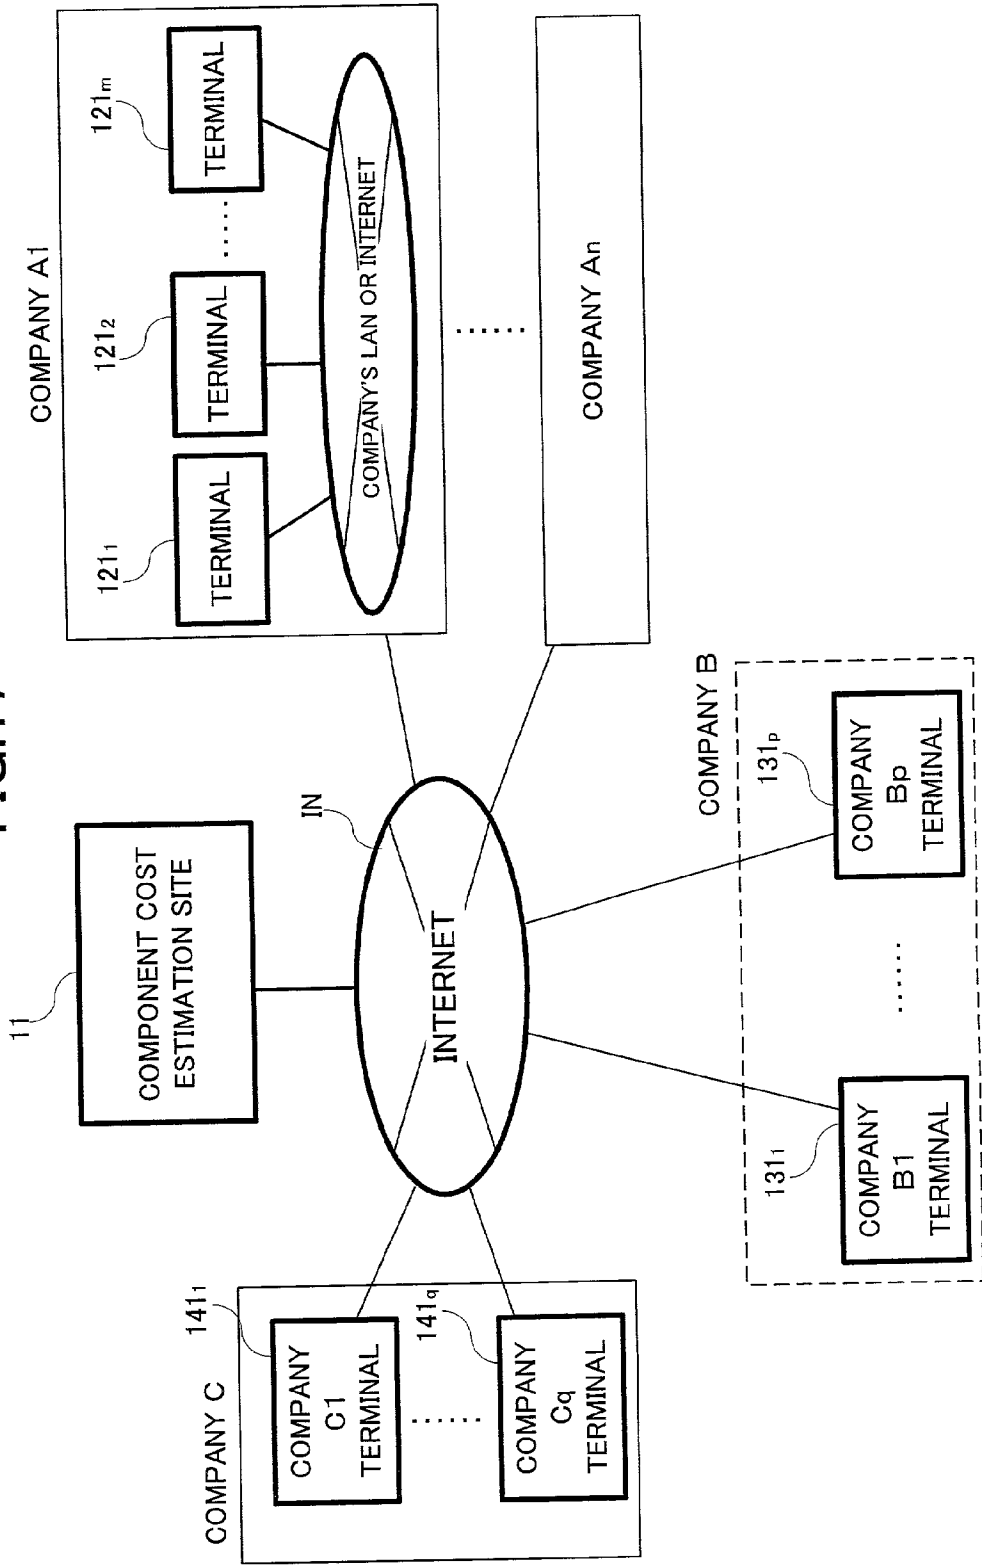 11
COMPONENT COST
ESTIMATION SITE
COMPANY A1
121₁
121₂
121ₘ
TERMINAL
TERMINAL
......
TERMINAL
COMPANY'S LAN OR INTERNET
......
COMPANY An
IN
INTERNET
COMPANY C
141₁
COMPANY
C1
TERMINAL
......
141q
COMPANY
Cq
TERMINAL
COMPANY B
131₁
COMPANY
B1
TERMINAL
......
131ₚ
COMPANY
Bp
TERMINAL